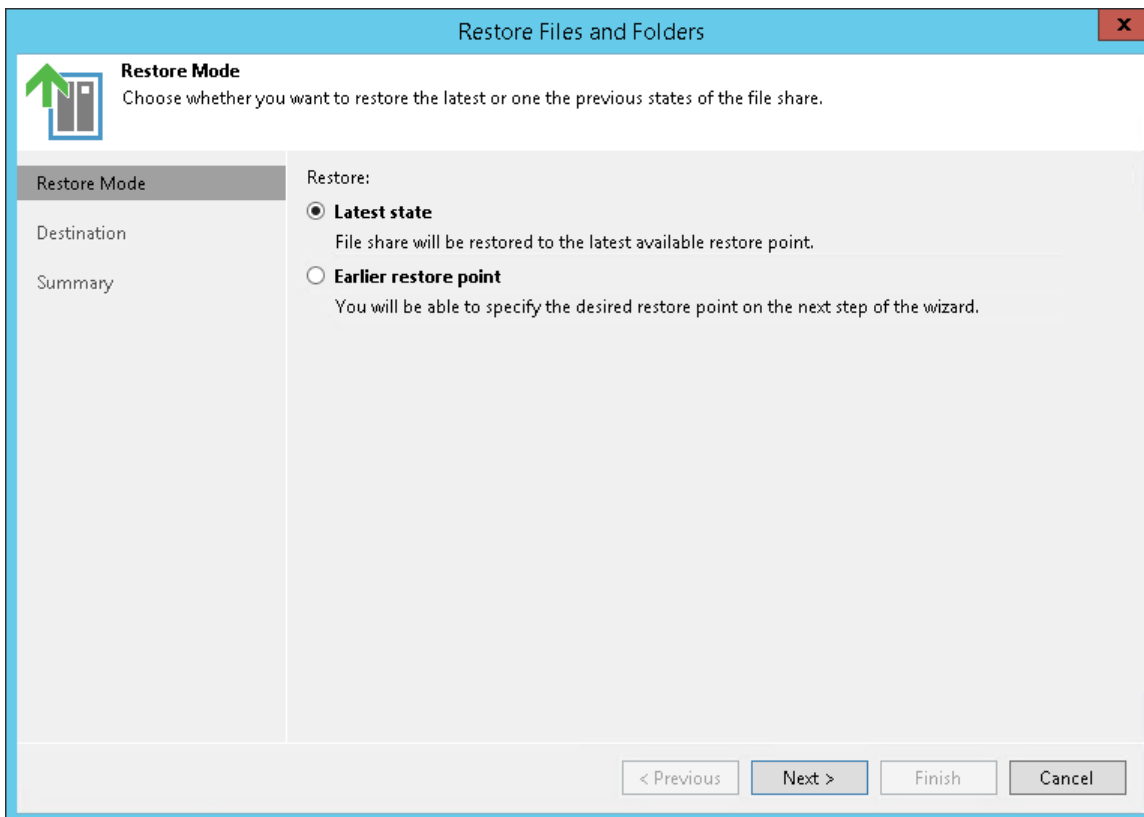 Restore Files and Folders
x
Restore Mode
Choose whether you want to restore the latest or one the previous states of the file share.
Restore Mode
Destination
Summary
Restore:
Latest state
File share will be restored to the latest available restore point.
Earlier restore point
You will be able to specify the desired restore point on the next step of the wizard.
< Previous
Next >
Finish
Cancel